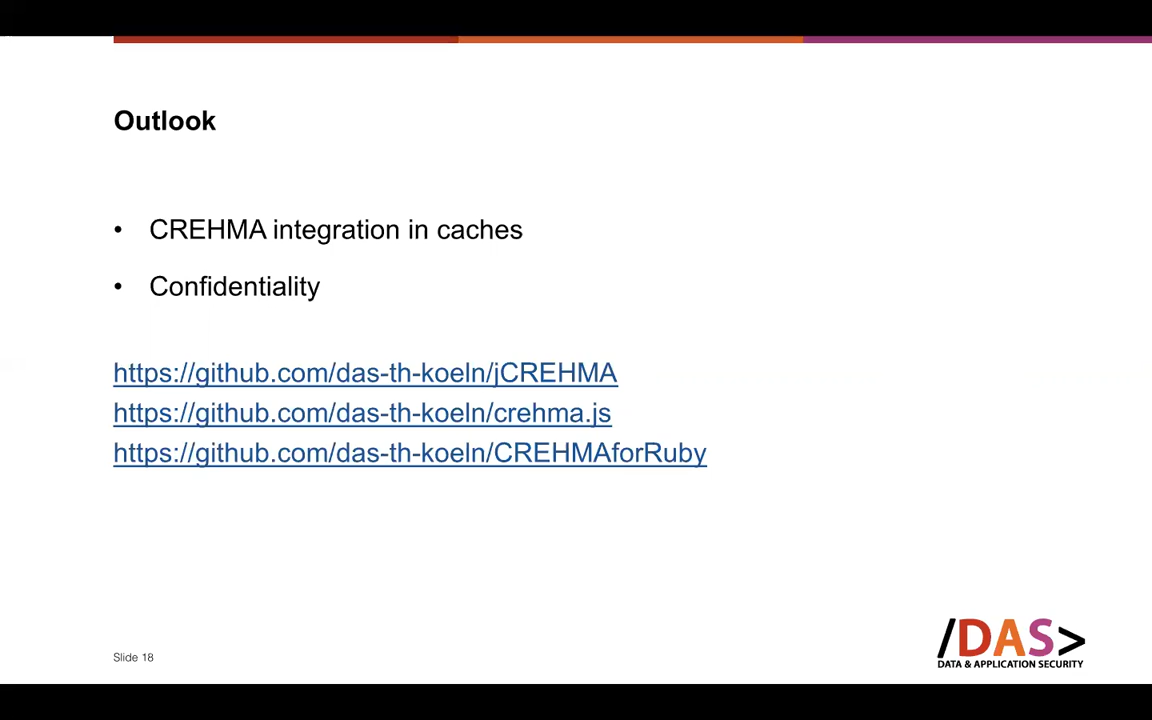 Outlook
• CREHMA integration in caches
• Confidentiality
https://github.com/das-th-koeln/jCREHMA
https://github.com/das-th-koeln/crehma.js
https://github.com/das-th-koeln/CREHMAforRuby
Slide 18
/DAS>
DATA & APPLICATION SECURITY